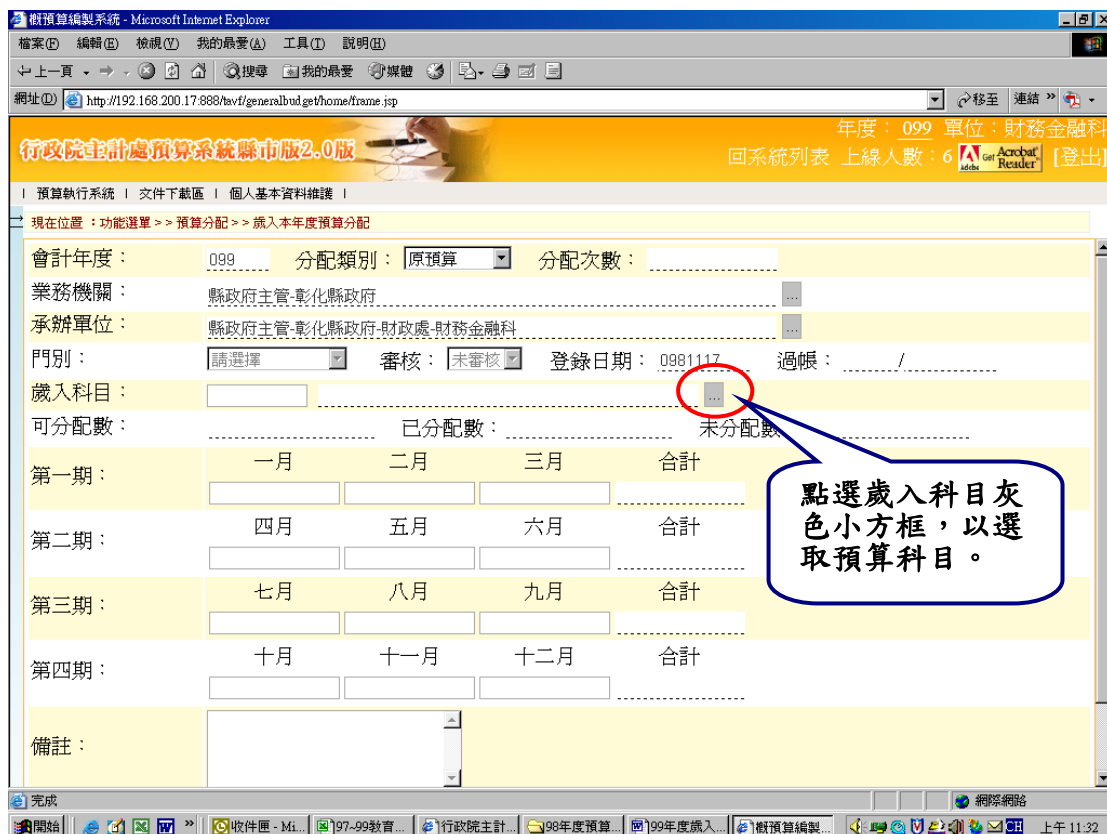 概預算編製系統 - Microsoft Internet Explorer
檔案(F) 編輯(E) 檢視(V) 我的最愛(A) 工具(T) 說明(H)
上一頁 搜尋 我的最愛 媒體
網址(D) http://192.168.200.17:888/tavf/generalbudget/home/frame.jsp 移至 連結 »
行政院主計處預算系統縣市版2.0版
年度：099 單位：財務金融科
回系統列表 上線人數：6 Adobe Get Acrobat Reader [登出]
| 預算執行系統 | 文件下載區 | 個人基本資料維護 |
現在位置：功能選單>>預算分配>>歲入本年度預算分配
會計年度： 099 分配類別： 原預算 分配次數：
業務機關： 縣政府主管-彰化縣政府 ...
承辦單位： 縣政府主管-彰化縣政府-財政處-財務金融科 ...
門別： 請選擇 審核： 未審核 登錄日期： 0981117 過帳： /
歲入科目： ...
可分配數： 已分配數： 未分配數
第一期： 一月 二月 三月 合計
第二期： 四月 五月 六月 合計
第三期： 七月 八月 九月 合計
第四期： 十月 十一月 十二月 合計
備註：
點選歲入科目灰
色小方框，以選
取預算科目。
完成 網際網路
開始 » 收件匣 - Mi... 97~99教育... 行政院主計... 98年度預算... 99年度歲入... 概預算編製... CH 上午 11:32